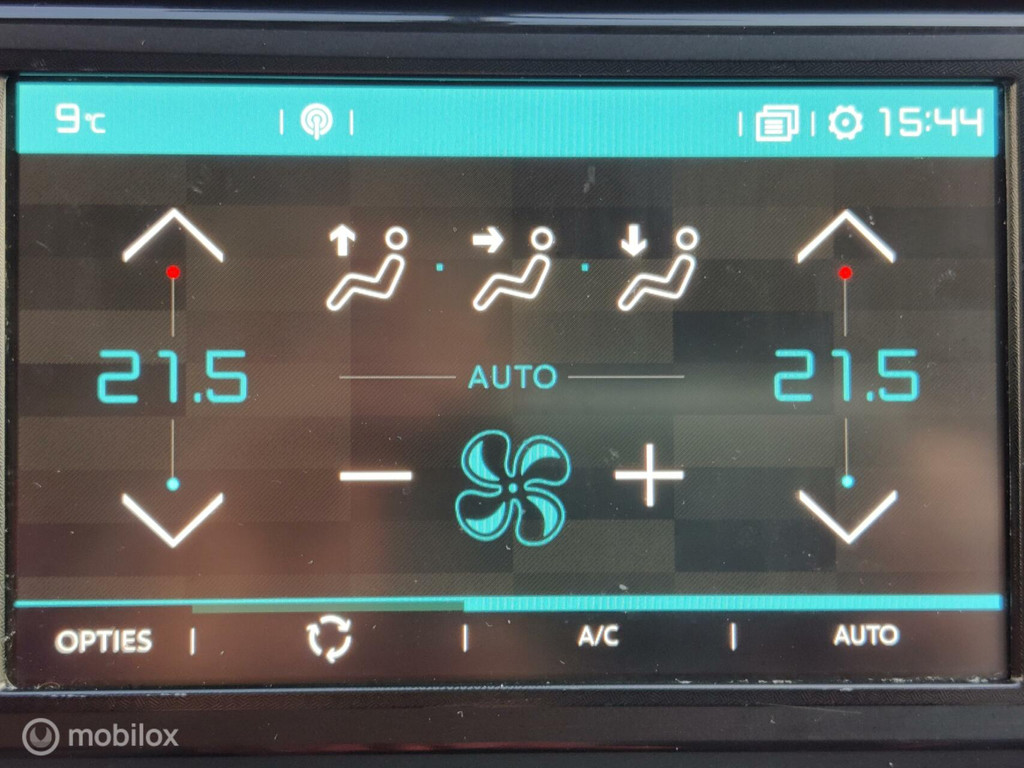 9°C 15:44
21.5 AUTO 21.5
OPTIES A/C AUTO
mobilox